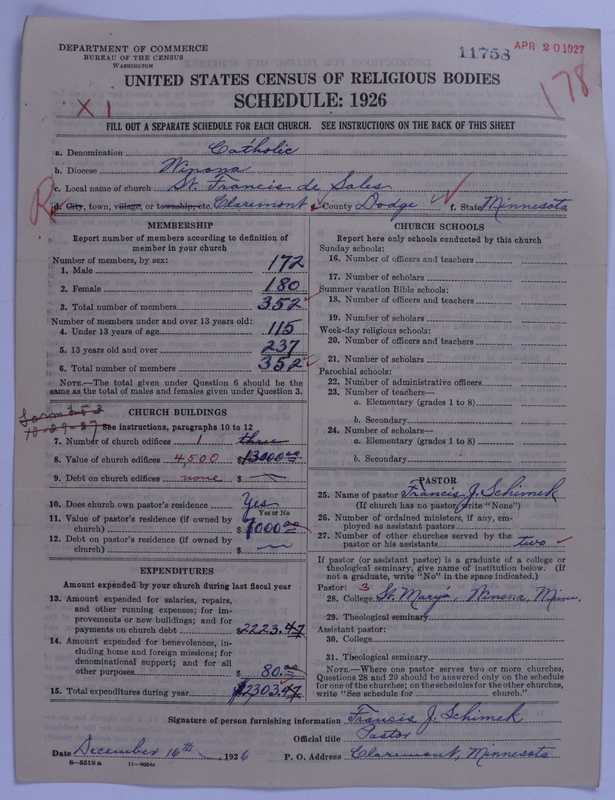 DEPARTMENT OF COMMERCE
BUREAU OF THE CENSUS
WASHINGTON
11758 APR 20 1927
178
UNITED STATES CENSUS OF RELIGIOUS BODIES
SCHEDULE: 1926
X 1
FILL OUT A SEPARATE SCHEDULE FOR EACH CHURCH. SEE INSTRUCTIONS ON THE BACK OF THIS SHEET
a. Denomination Catholic
b. Diocese Winona
c. Local name of church St. Francis de Sales
R d. City, town, village, or township, etc. Claremont County Dodge f. State Minnesota
MEMBERSHIP
Report number of members according to definition of
member in your church
Number of members, by sex:
1. Male 172
2. Female 180
3. Total number of members 352
Number of members under and over 13 years old:
4. Under 13 years of age 115
5. 13 years old and over 237
6. Total number of members 352
NOTE.—The total given under Question 6 should be the
same as the total of males and females given under Question 3.
CHURCH BUILDINGS
10-29-27 See instructions, paragraphs 10 to 12
7. Number of church edifices 1 three
8. Value of church edifices 4,500 $13000 00
9. Debt on church edifices none $
10. Does church own pastor's residence Yes
Yes or No
11. Value of pastor's residence (if owned by
church) $7000 00
12. Debt on pastor's residence (if owned by
church) $
EXPENDITURES
Amount expended by your church during last fiscal year
13. Amount expended for salaries, repairs,
and other running expenses; for im-
provements or new buildings; and for
payments on church debt $2223.47
14. Amount expended for benevolences, in-
cluding home and foreign missions; for
denominational support; and for all
other purposes $80.00
15. Total expenditures during year $2303.47
CHURCH SCHOOLS
Report here only schools conducted by this church
Sunday schools:
16. Number of officers and teachers
17. Number of scholars
Summer vacation Bible schools:
18. Number of officers and teachers
19. Number of scholars
Week-day religious schools:
20. Number of officers and teachers
21. Number of scholars
Parochial schools:
22. Number of administrative officers
23. Number of teachers—
a. Elementary (grades 1 to 8)
b. Secondary
24. Number of scholars—
a. Elementary (grades 1 to 8)
b. Secondary
PASTOR
25. Name of pastor Francis J. Schimek
(If church has no pastor, write "None")
26. Number of ordained ministers, if any, em-
ployed as assistant pastors
27. Number of other churches served by the
pastor or his assistants two
If pastor (or assistant pastor) is a graduate of a college or
theological seminary, give name of institution below. (If
not a graduate, write "No" in the space indicated.)
Pastor: 3
28. College St. Mary's, Winona, Minn.
29. Theological seminary
Assistant pastor:
30. College
31. Theological seminary
NOTE.—Where one pastor serves two or more churches,
Questions 28 and 29 should be answered only on the schedule
for one of the churches; on the schedules for the other churches,
write "See schedule for church."
Signature of person furnishing information Francis J. Schimek
Official title Pastor
Date December 16th, 1926 P. O. Address Claremont, Minnesota
8—5518 a